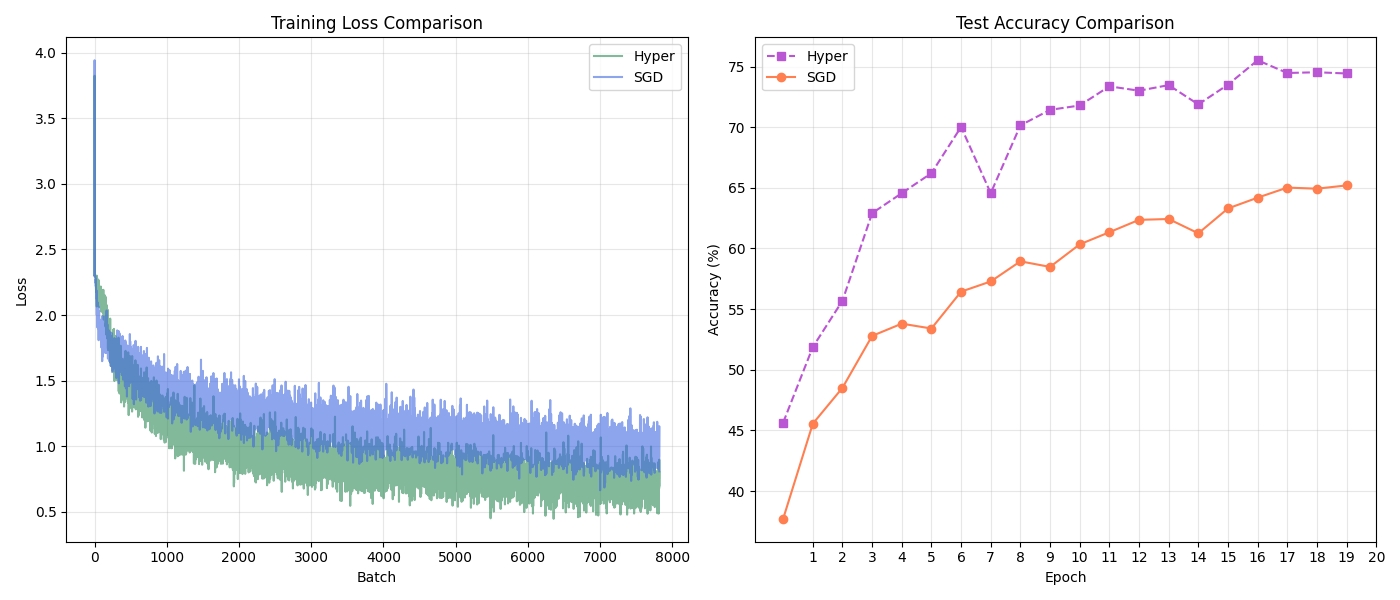 Training Loss Comparison
Hyper
SGD
4.0
3.5
3.0
2.5
2.0
1.5
1.0
0.5
Loss
0 1000 2000 3000 4000 5000 6000 7000 8000
Batch
Test Accuracy Comparison
Hyper
SGD
75
70
65
60
55
50
45
40
Accuracy (%)
1 2 3 4 5 6 7 8 9 10 11 12 13 14 15 16 17 18 19 20
Epoch